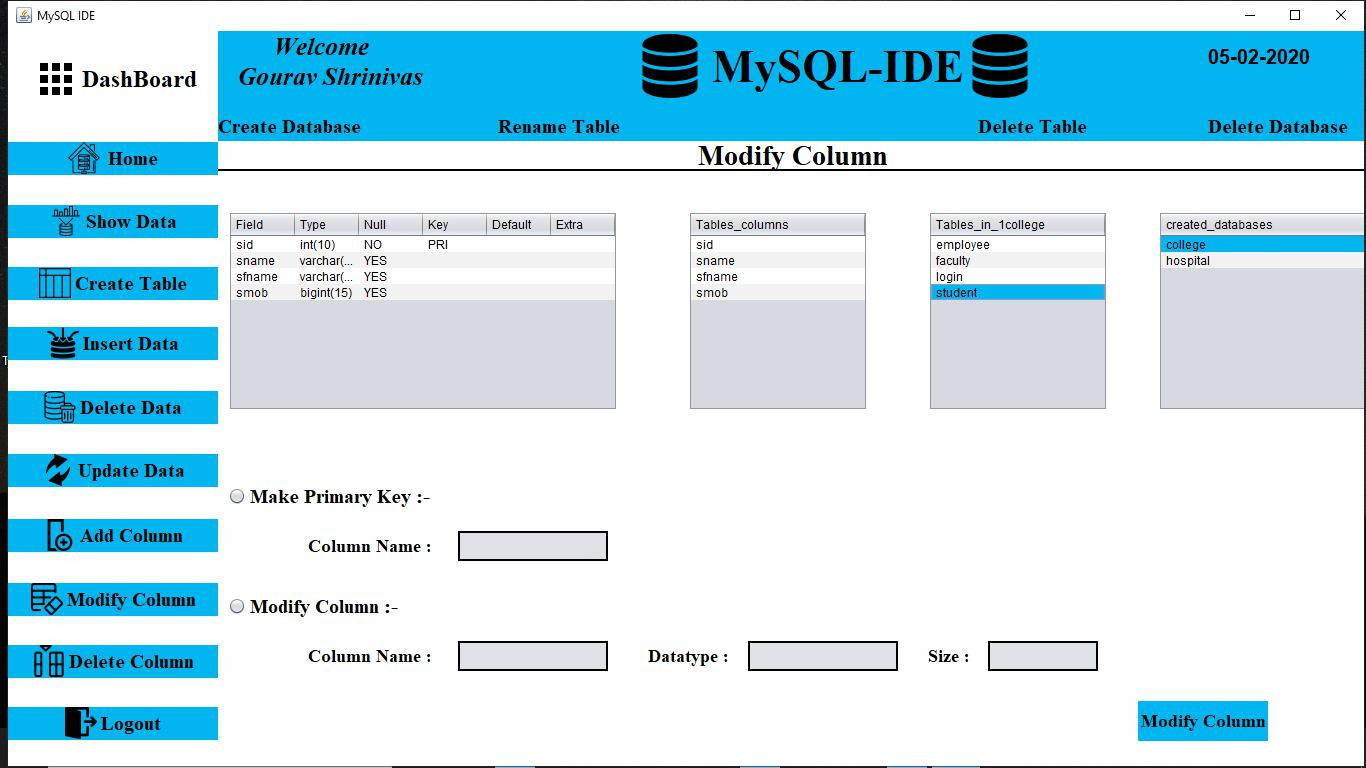 MySQL IDE
DashBoard
Welcome
Gourav Shrinivas
MySQL-IDE
05-02-2020
Create Database
Rename Table
Delete Table
Delete Database
Home
Show Data
Create Table
Insert Data
Delete Data
Update Data
Add Column
Modify Column
Delete Column
Logout
Modify Column
Field Type Null Key Default Extra
sid int(10) NO PRI
sname varchar(... YES
sfname varchar(... YES
smob bigint(15) YES
Tables_columns
sid
sname
sfname
smob
Tables_in_1college
employee
faculty
login
student
created_databases
college
hospital
Make Primary Key :-
Column Name :
Modify Column :-
Column Name : Datatype : Size :
Modify Column